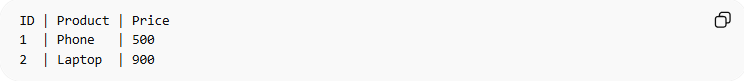 ID | Product | Price
1  | Phone   | 500
2  | Laptop  | 900